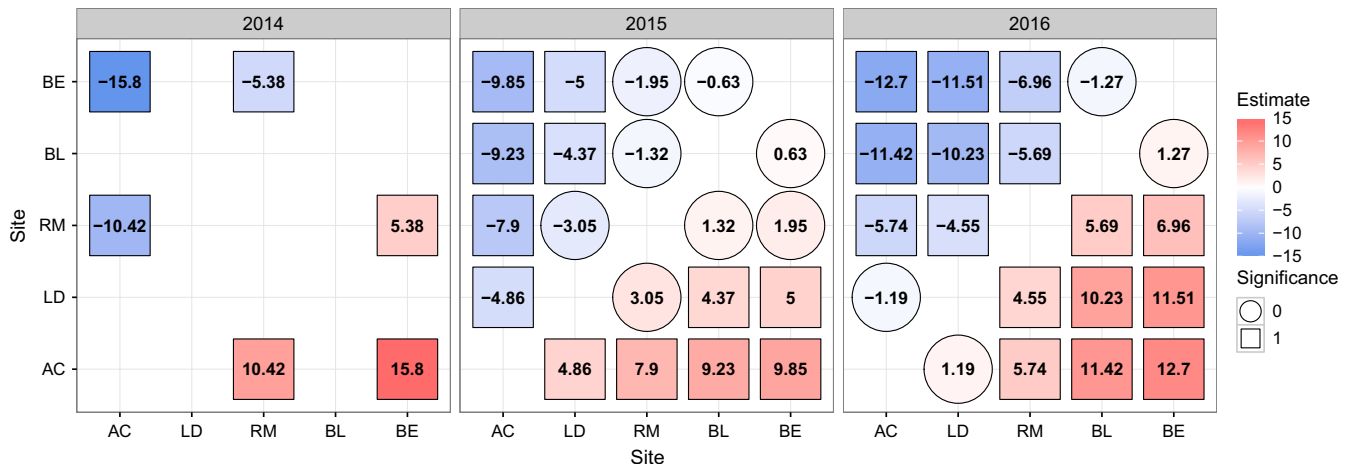 2014 2015 2016
BE −15.8 −5.38 −9.85 −5 −1.95 −0.63 −12.7 −11.51 −6.96 −1.27
BL −9.23 −4.37 −1.32 0.63 −11.42 −10.23 −5.69 1.27
RM −10.42 5.38 −7.9 −3.05 1.32 1.95 −5.74 −4.55 5.69 6.96
LD −4.86 3.05 4.37 5 −1.19 4.55 10.23 11.51
AC 10.42 15.8 4.86 7.9 9.23 9.85 1.19 5.74 11.42 12.7
AC LD RM BL BE AC LD RM BL BE AC LD RM BL BE
Site
Site
Estimate
15
10
5
0
−5
−10
−15
Significance
0
1